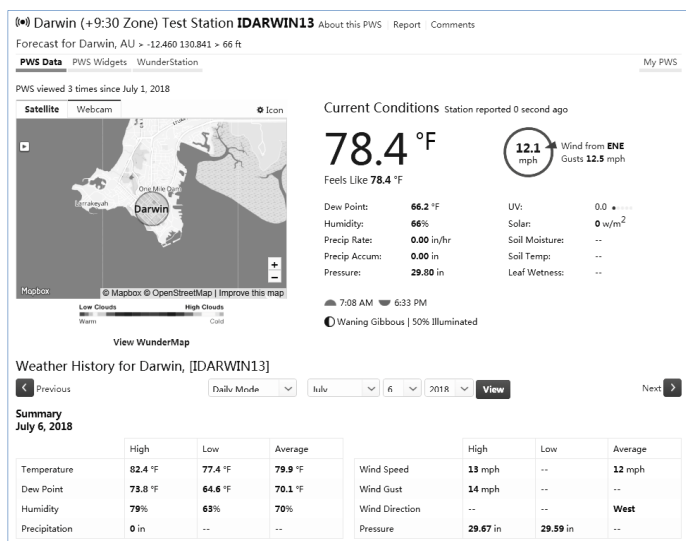 Darwin (+9:30 Zone) Test Station IDARWIN13 About this PWS | Report | Comments
Forecast for Darwin, AU > -12.460 130.841 > 66 ft
PWS Data PWS Widgets WunderStation My PWS
PWS viewed 3 times since July 1, 2018
Satellite Webcam Icon
One Mile Dam
Larrakeyah
Darwin
+
−
Mapbox © Mapbox © OpenStreetMap | Improve this map
Low Clouds High Clouds
Warm Cold
View WunderMap
Current Conditions Station reported 0 second ago
78.4 °F
Feels Like 78.4 °F
12.1 mph
Wind from ENE
Gusts 12.5 mph
Dew Point: 66.2 °F UV: 0.0
Humidity: 66% Solar: 0 w/m2
Precip Rate: 0.00 in/hr Soil Moisture: --
Precip Accum: 0.00 in Soil Temp: --
Pressure: 29.80 in Leaf Wetness: --
7:08 AM 6:33 PM
Waning Gibbous | 50% Illuminated
Weather History for Darwin, [IDARWIN13]
Previous Daily Mode July 6 2018 View Next
Summary
July 6, 2018
High Low Average High Low Average
Temperature 82.4 °F 77.4 °F 79.9 °F Wind Speed 13 mph -- 12 mph
Dew Point 73.8 °F 64.6 °F 70.1 °F Wind Gust 14 mph -- --
Humidity 79% 63% 70% Wind Direction -- -- West
Precipitation 0 in -- -- Pressure 29.67 in 29.59 in --